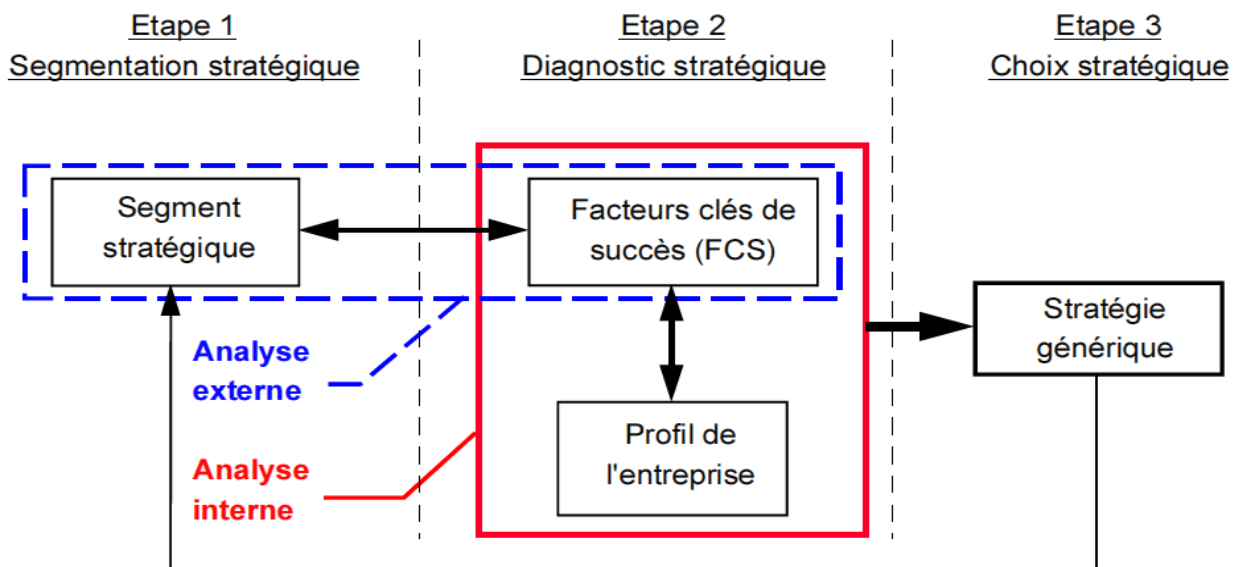 Etape 1
Segmentation stratégique
Etape 2
Diagnostic stratégique
Etape 3
Choix stratégique
Segment
stratégique
Facteurs clés de
succès (FCS)
Stratégie
générique
Analyse
externe
Profil de
l'entreprise
Analyse
interne